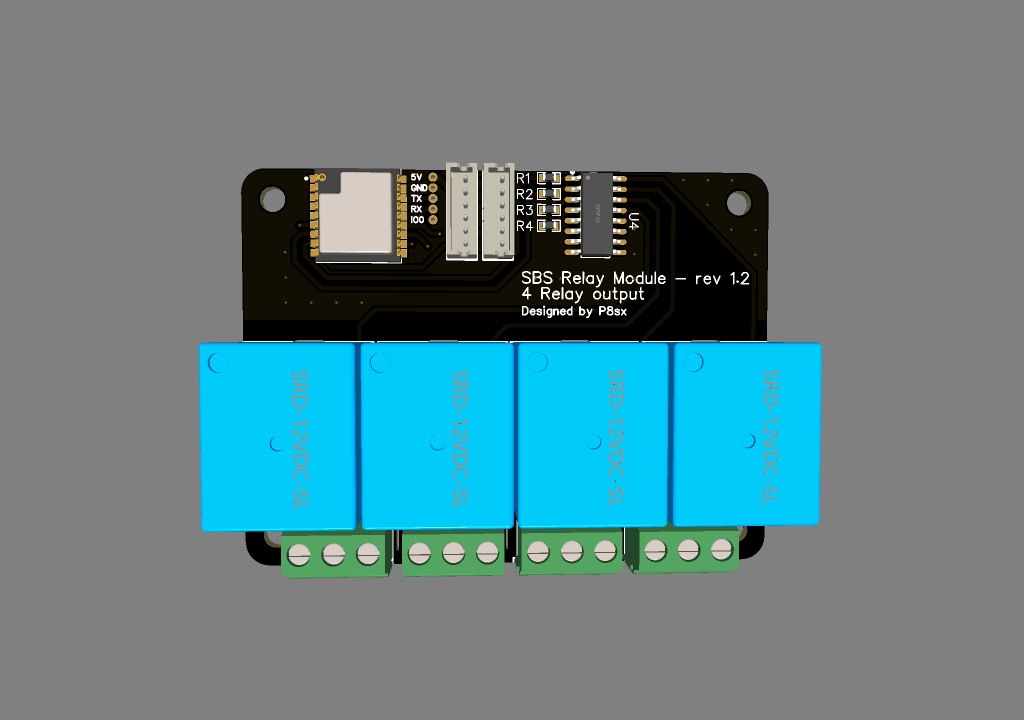 5V
GND
TX
RX
IO0
R1
R2
R3
R4
U4
SBS Relay Module - rev 1.2
4 Relay output
Designed by P8sx
SRD-12VDC-SL
SRD-12VDC-SL
SRD-12VDC-SL
SRD-12VDC-SL